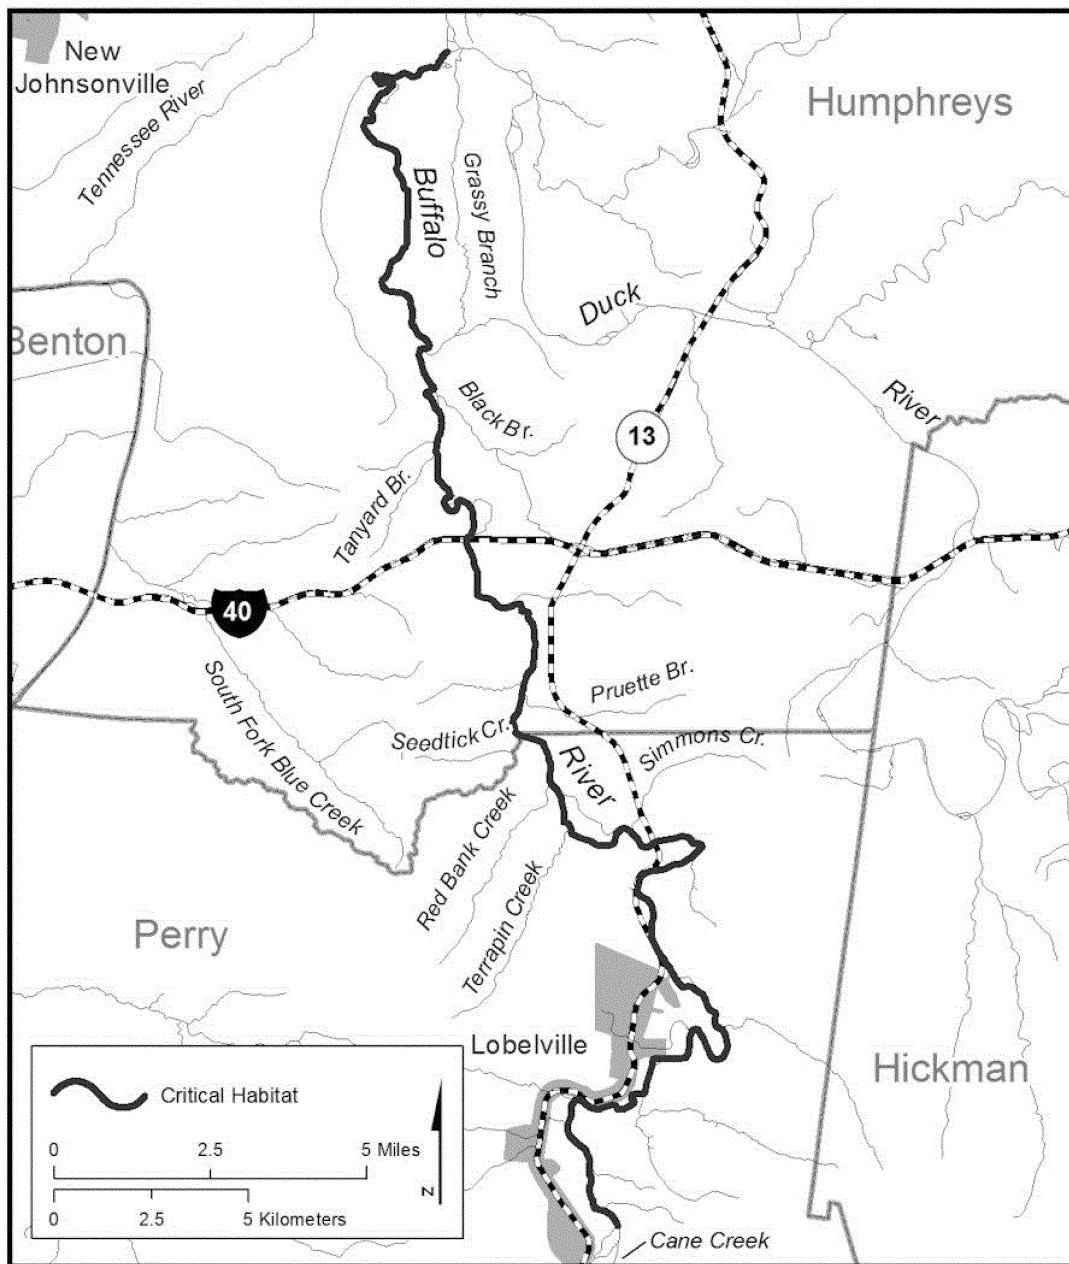 New
Johnsonville
Tennessee River
Humphreys
Buffalo
Grassy Branch
Duck
Benton
River
Black Br.
13
Tanyard Br.
40
South Fork Blue Creek
Pruette Br.
Seedtick Cr.
Simmons Cr.
River
Red Bank Creek
Terrapin Creek
Perry
Lobelville
Hickman
Critical Habitat
0 2.5 5 Miles
0 2.5 5 Kilometers
N
Cane Creek